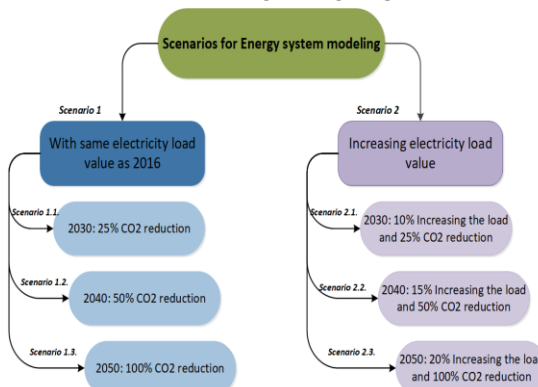 Scenarios for Energy system modeling
Scenario 1
Scenario 2
With same electricity load
value as 2016
Increasing electricity load
value
Scenario 1.1.
2030: 25% CO2 reduction
Scenario 2.1.
2030: 10% Increasing the load
and 25% CO2 reduction
Scenario 1.2.
2040: 50% CO2 reduction
Scenario 2.2.
2040: 15% Increasing the load
and 50% CO2 reduction
Scenario 1.3.
2050: 100% CO2 reduction
Scenario 2.3.
2050: 20% Increasing the load
and 100% CO2 reduction